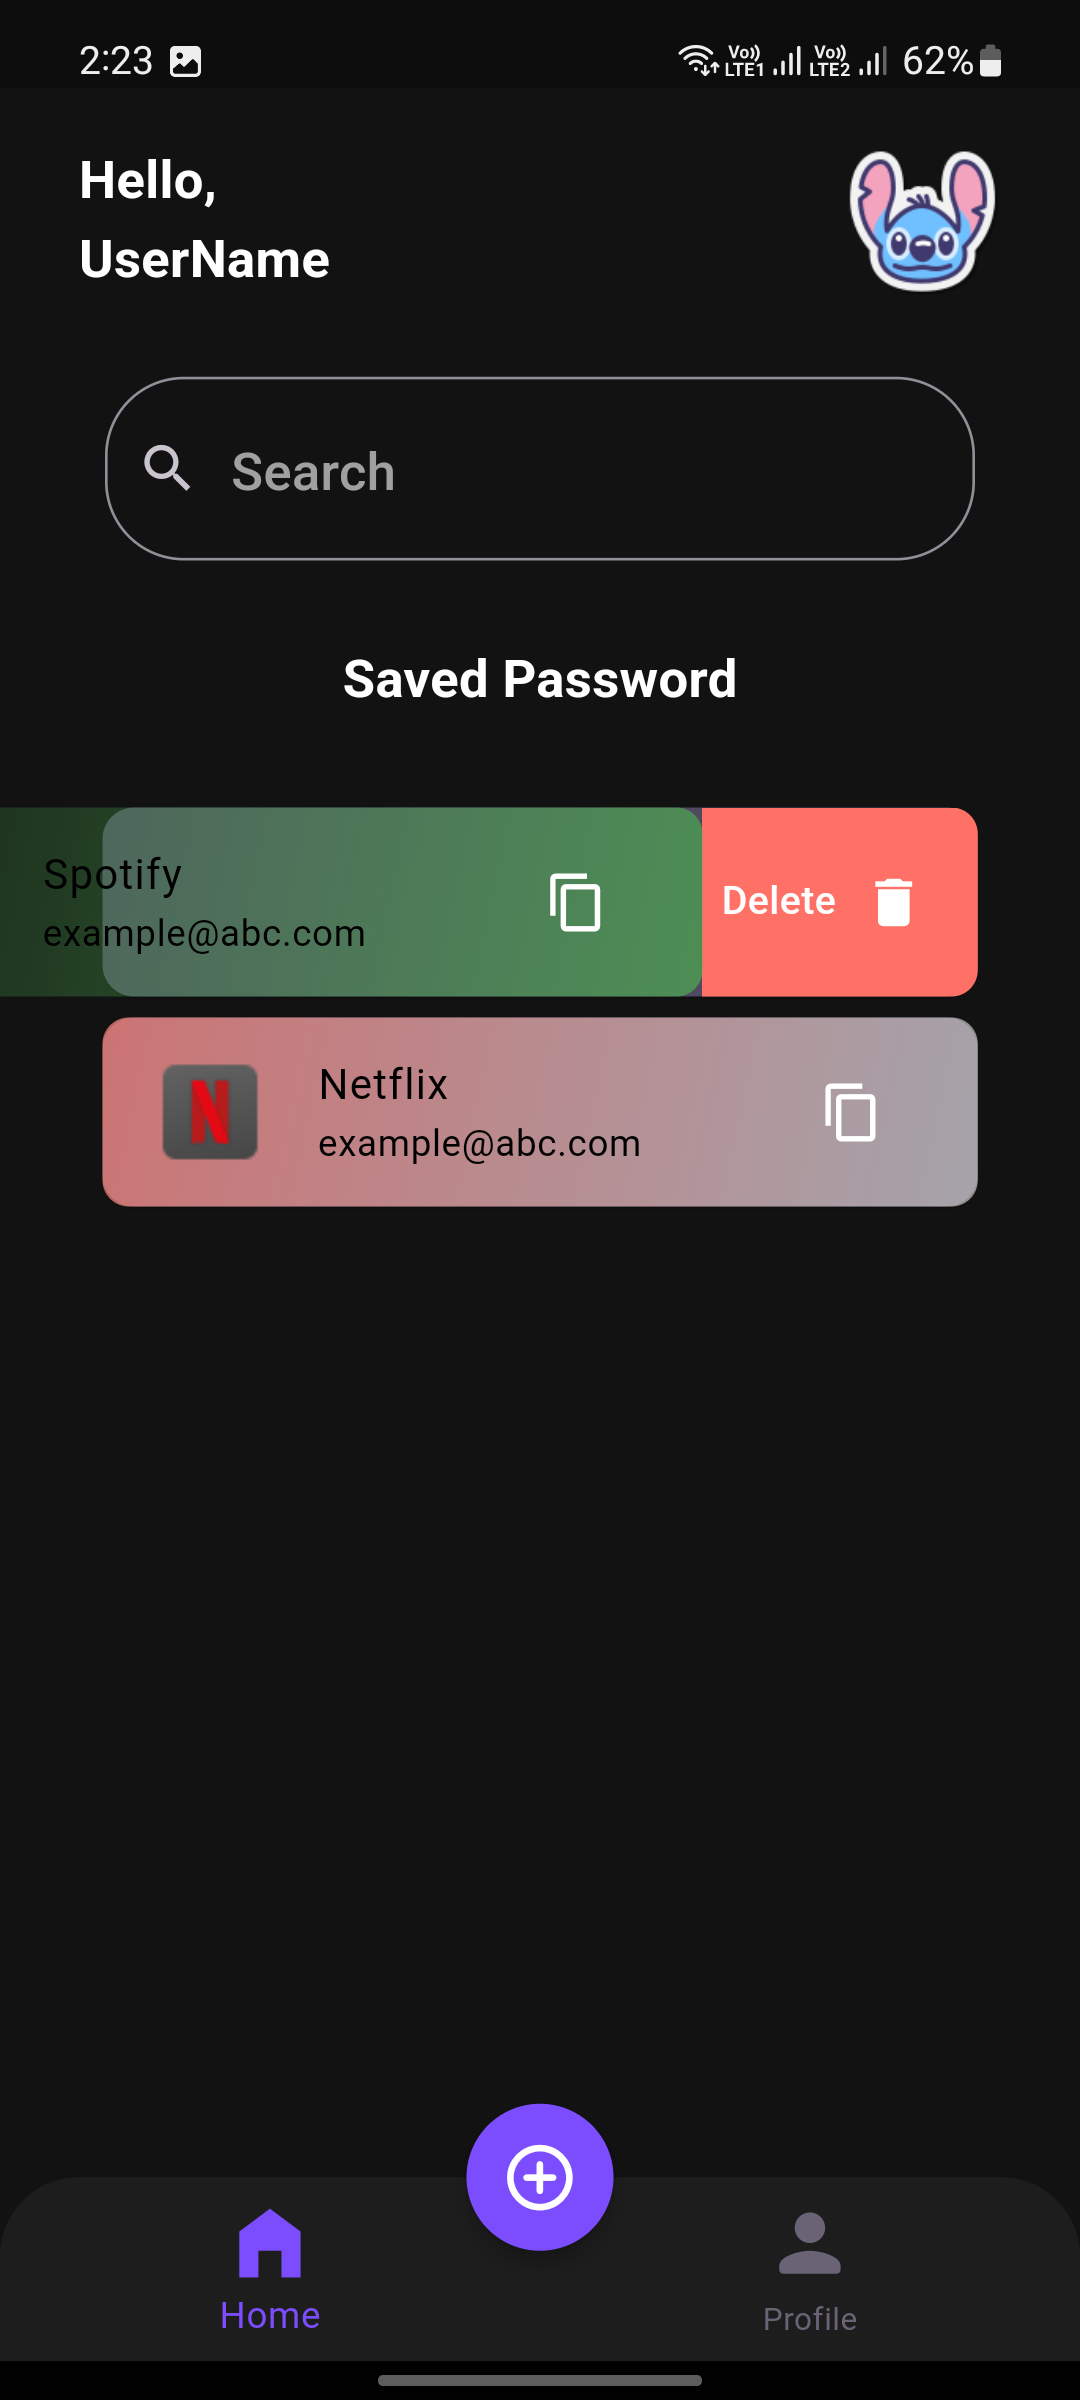 2:23 Vo)) LTE1 Vo)) LTE2 62%
Hello,
UserName
Search
Saved Password
Spotify
example@abc.com
Delete
N
Netflix
example@abc.com
Home
Profile